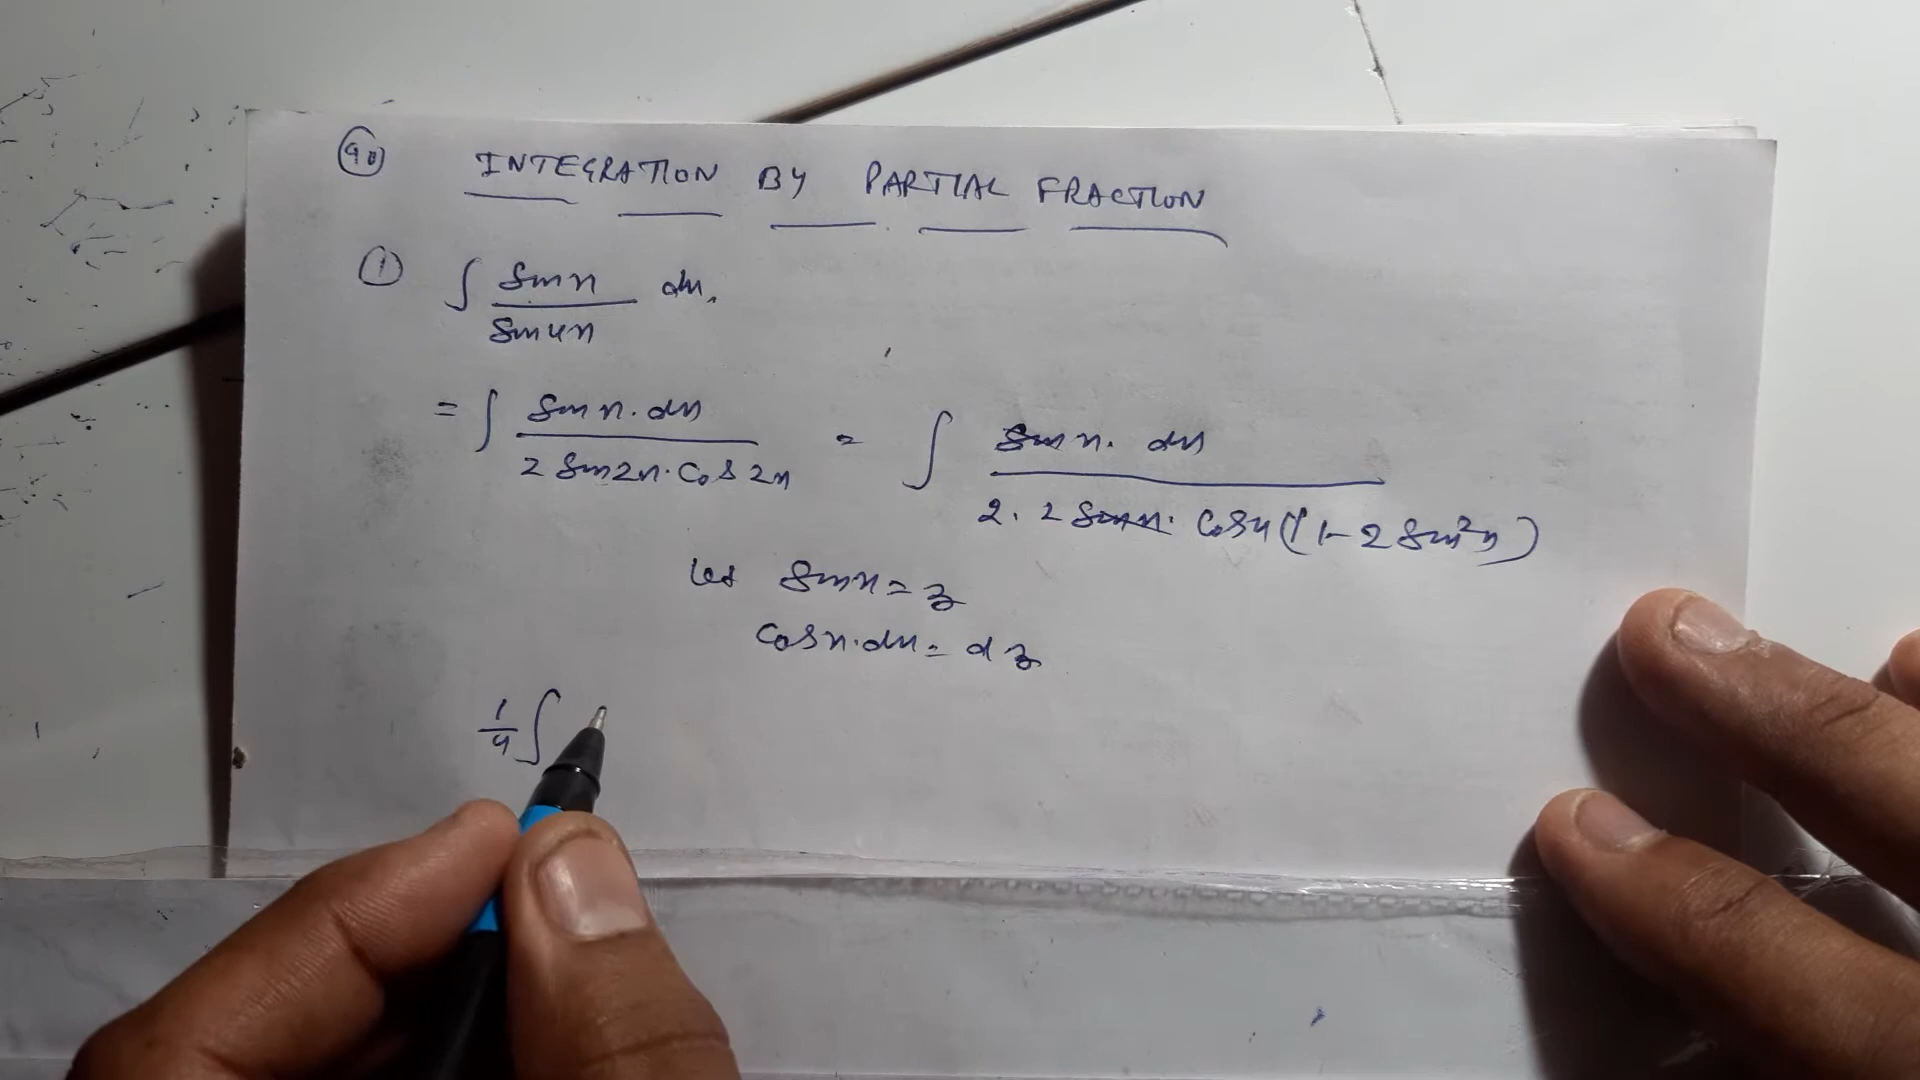 90 INTEGRATION BY PARTIAL FRACTION
① ∫ sin x / sin 4x dx.
= ∫ sin x . dx / 2 sin 2x . cos 2x = ∫ sin x . dx / 2 . 2 sin x . cos x (1 - 2 sin²x)
let sin x = z
cos x . dx = dz
1/4 ∫